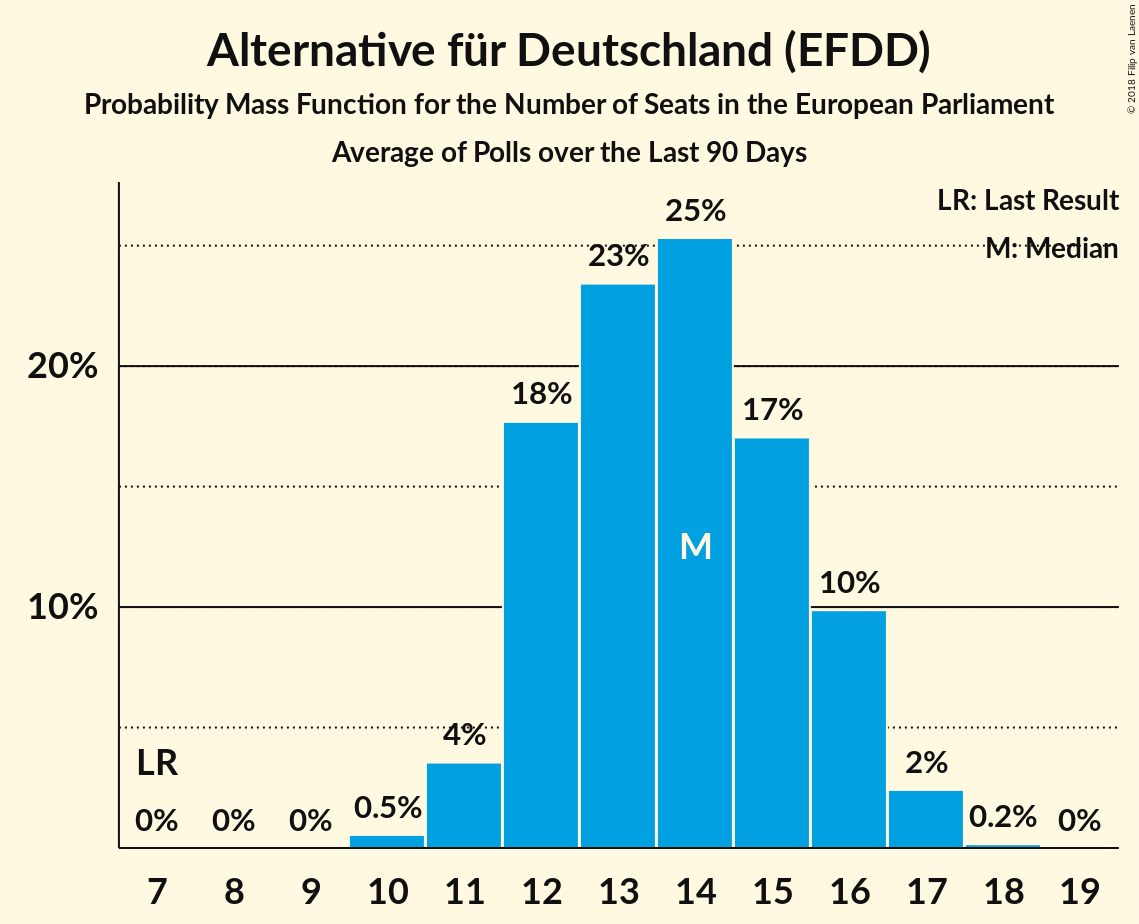 Alternative für Deutschland (EFDD)
Probability Mass Function for the Number of Seats in the European Parliament
Average of Polls over the Last 90 Days
© 2018 Filip van Laenen
LR: Last Result
M: Median
25%
23%
20%
18%
17%
M
10%
10%
4%
LR
2%
0%
0%
0%
0.5%
0.2%
0%
7 8 9 10 11 12 13 14 15 16 17 18 19